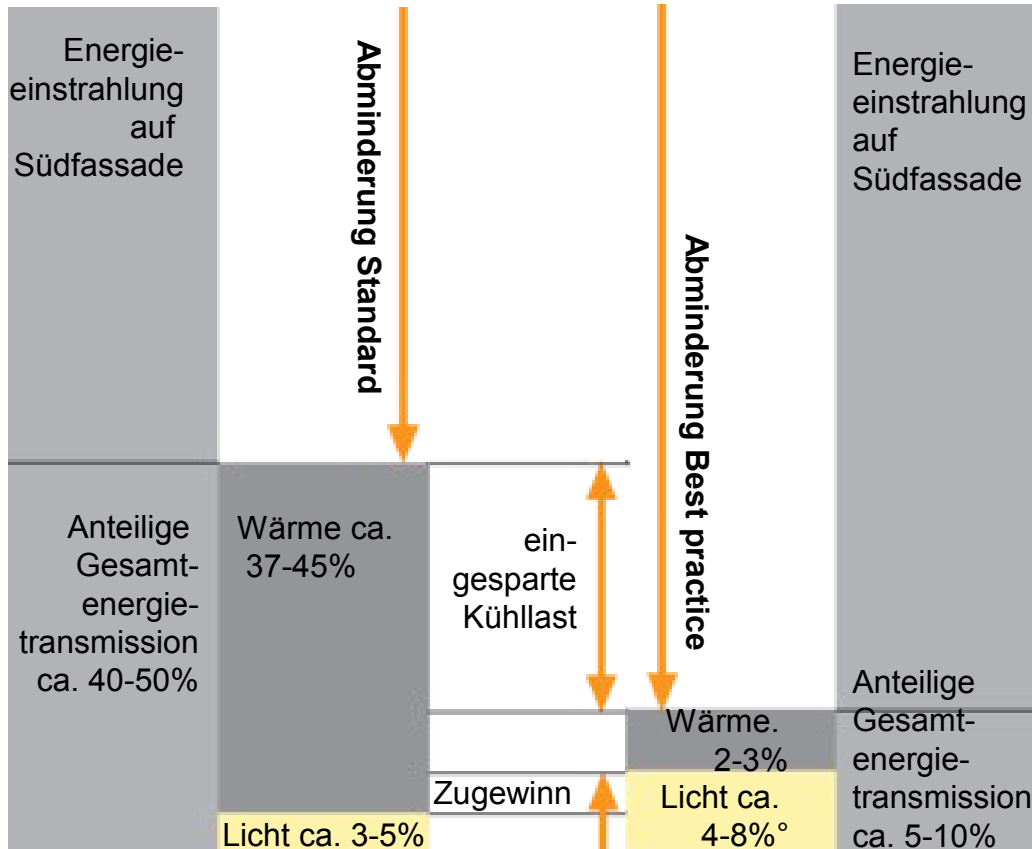 Energie-
einstrahlung
auf
Südfassade
Abminderung Standard
Abminderung Best practice
Energie-
einstrahlung
auf
Südfassade
Anteilige
Gesamt-
energie-
transmission
ca. 40-50%
Wärme ca.
37-45%
ein-
gesparte
Kühllast
Wärme.
2-3%
Anteilige
Gesamt-
energie-
transmission
ca. 5-10%
Zugewinn
Licht ca. 3-5%
Licht ca.
4-8%°